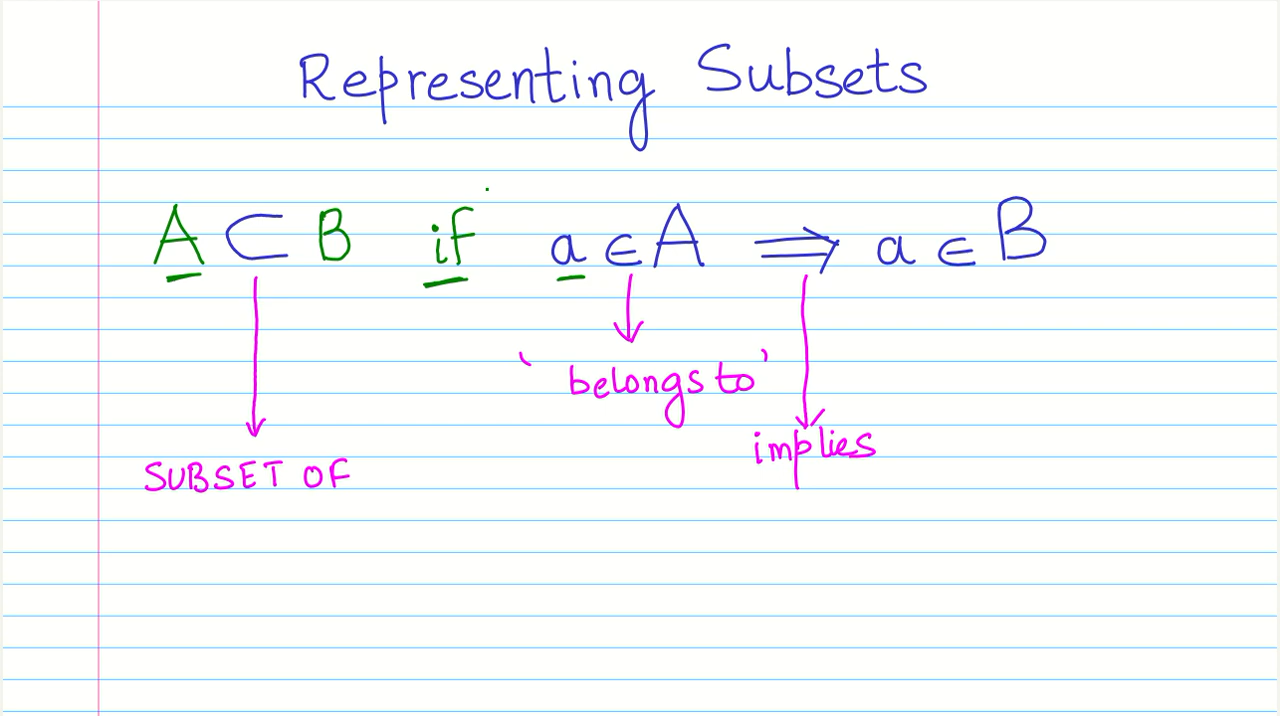 Representing Subsets
A ⊂ B if a ∈ A ⟹ a ∈ B
' belongs to '
implies
SUBSET OF